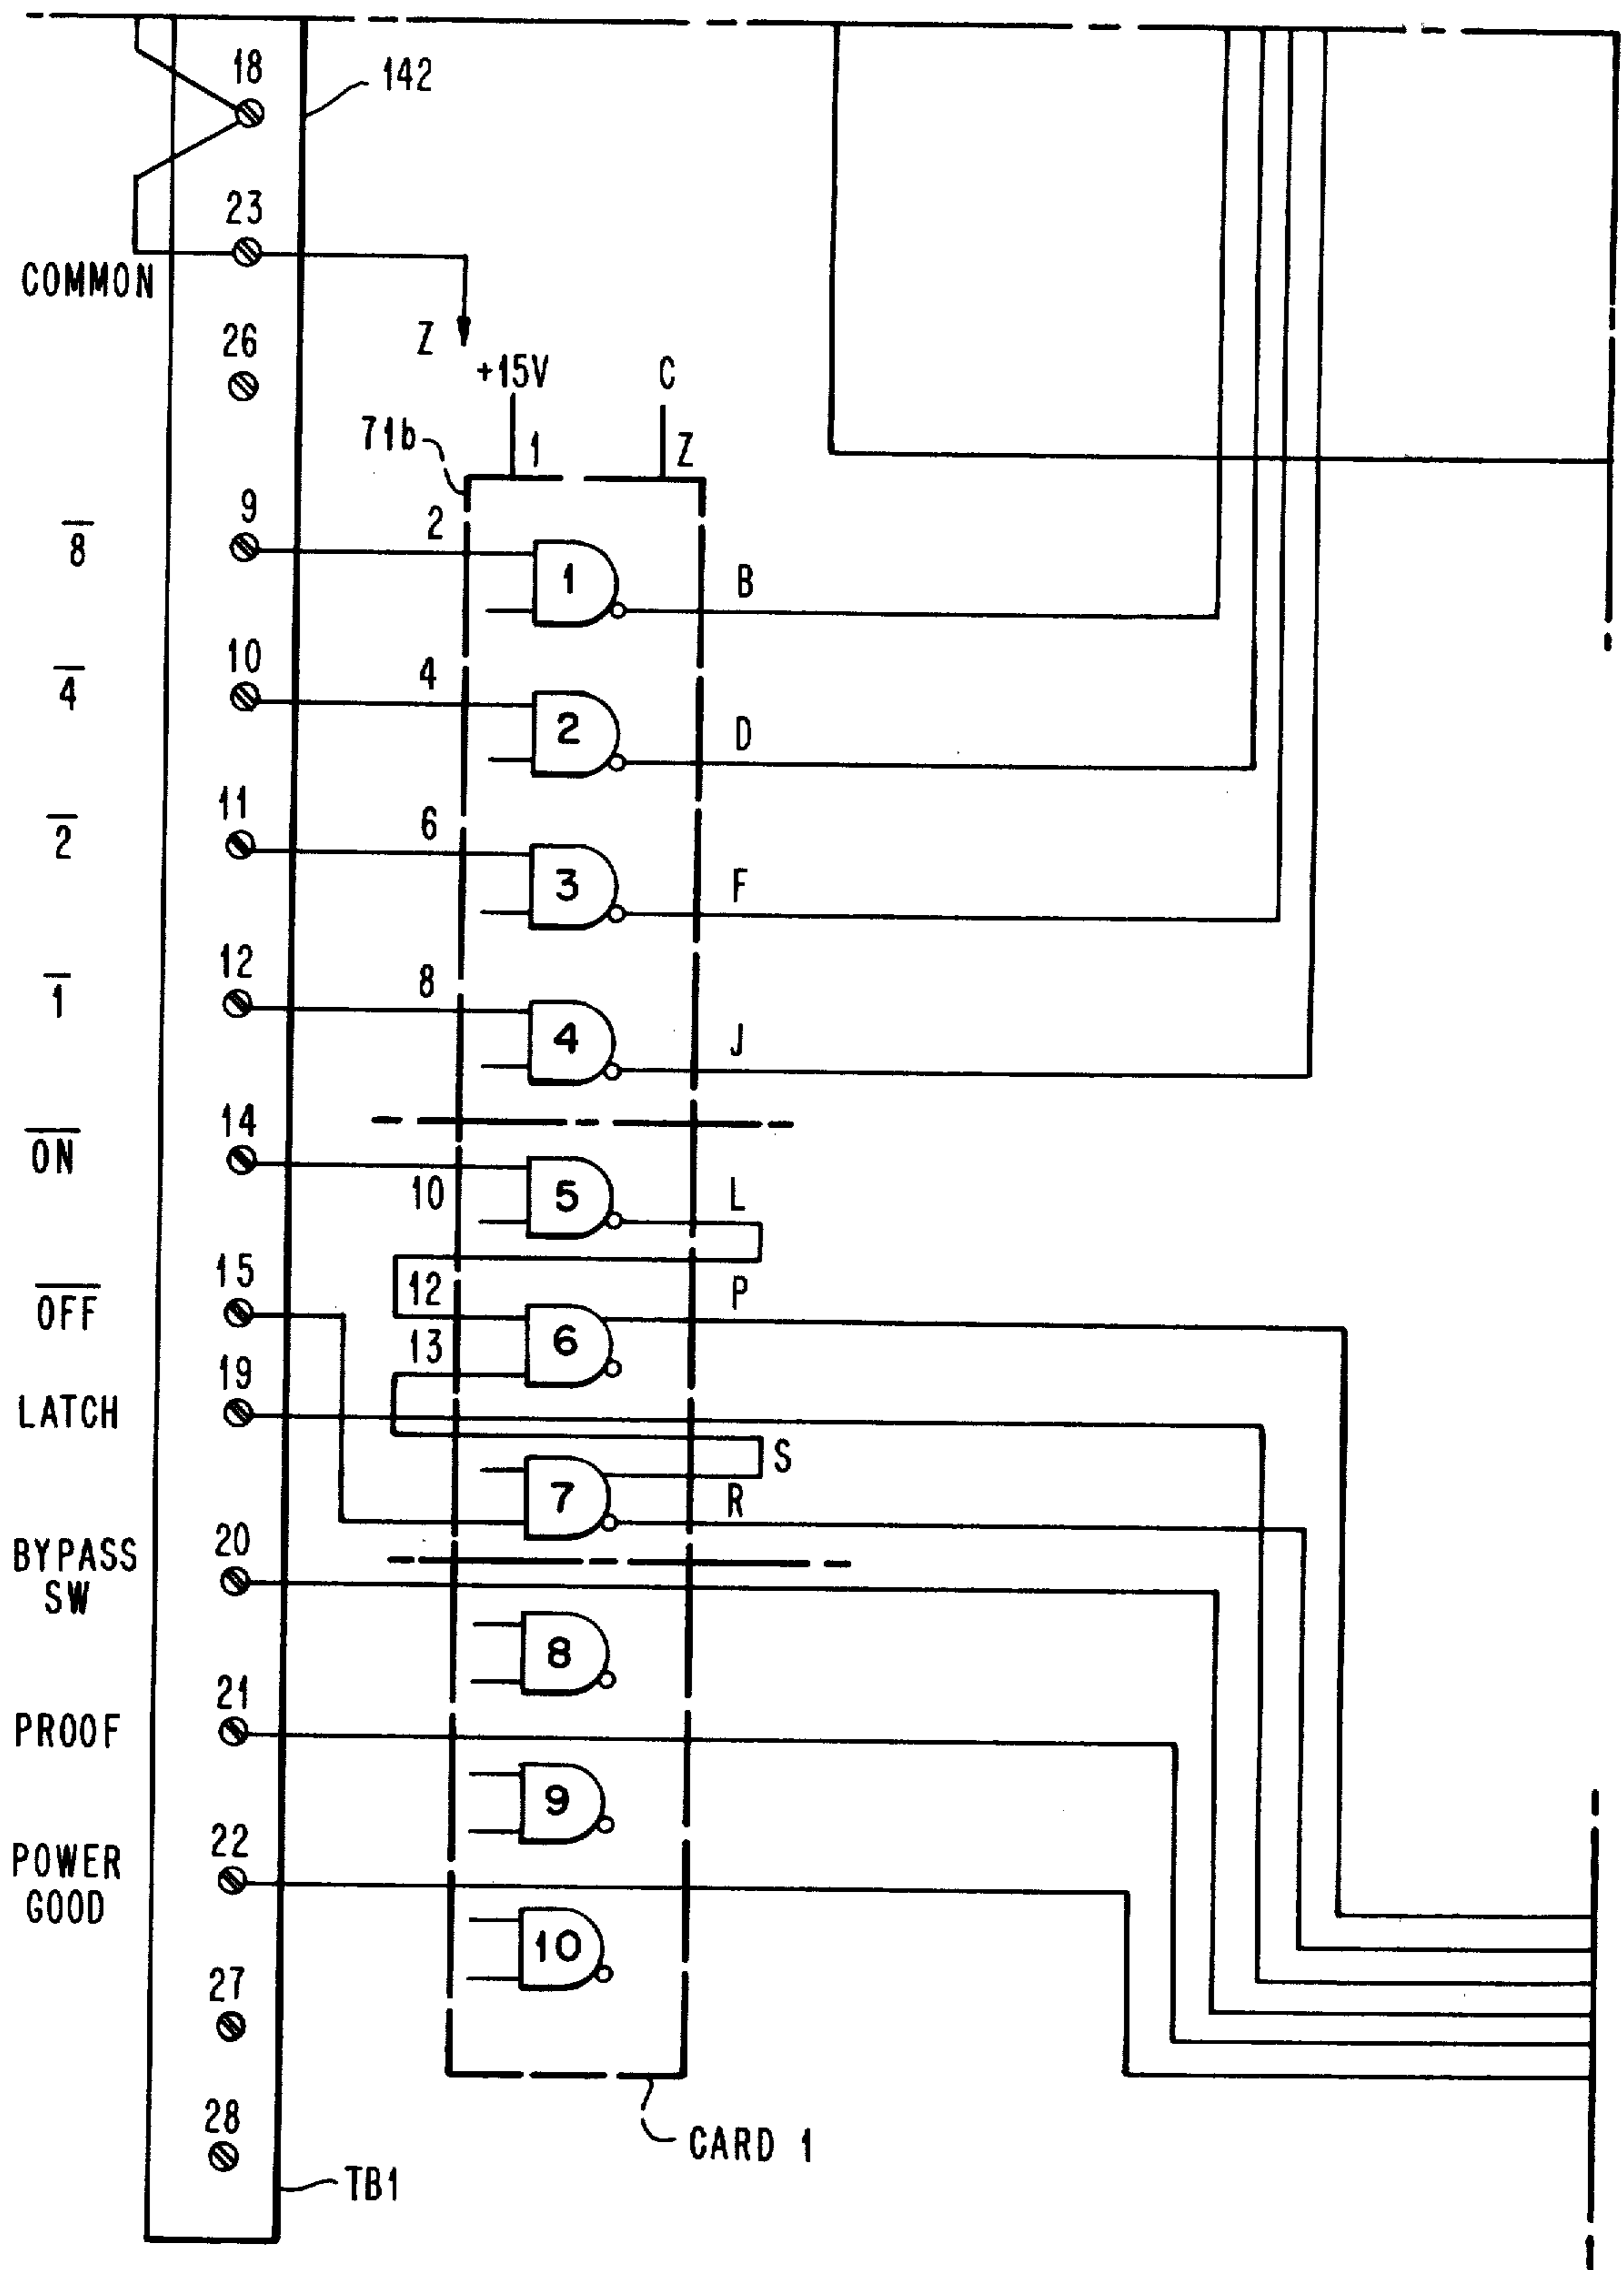 18
142
23
COMMON
Z
26
+15V
C
71b
1
Z
9
8̅
2
1
B
10
4̅
4
2
D
11
2̅
6
3
F
12
1̅
8
4
J
14
O̅N̅
10
5
L
15
O̅F̅F̅
12
P
6
13
19
LATCH
S
7
R
20
BYPASS
SW
8
21
PROOF
9
22
POWER
GOOD
10
27
28
CARD 1
TB1